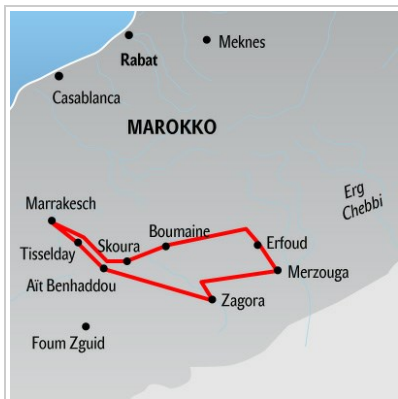 Rabat
Meknes
Casablanca
MAROKKO
Erg
Chebbi
Marrakesch
Boumaine
Skoura
Erfoud
Tisselday
Merzouga
Aït Benhaddou
Zagora
Foum Zguid